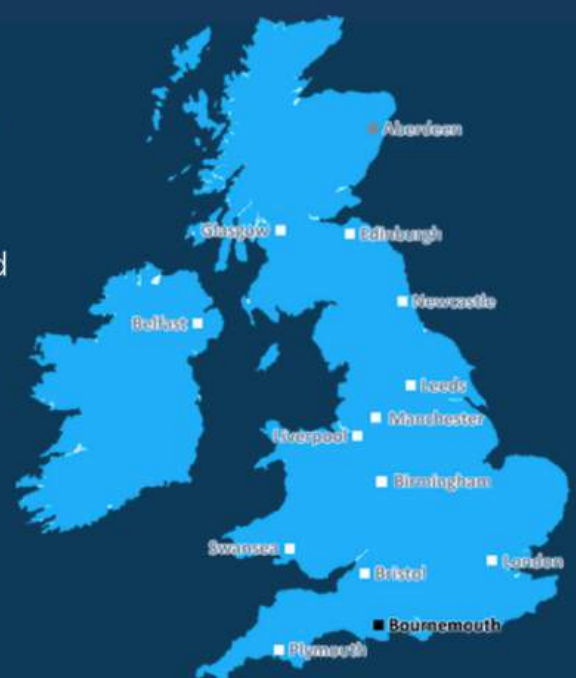 Aberdeen
Glasgow
Edinburgh
d
Newcastle
Belfast
Leeds
Manchester
Liverpool
Birmingham
Swansea
London
Bristol
Bournemouth
Plymouth